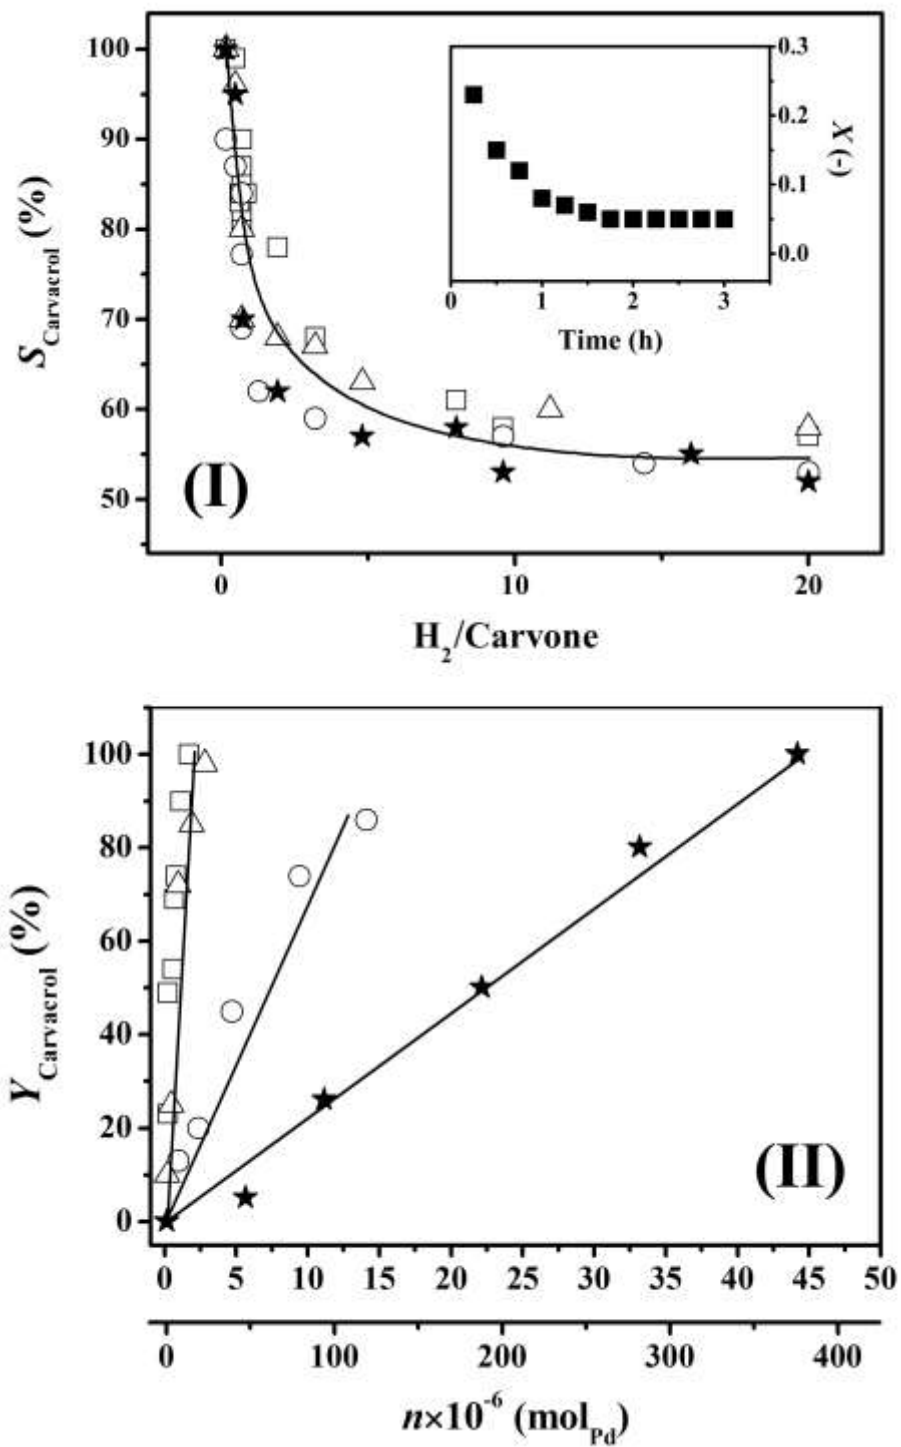 100
90
80
70
60
50
S_Carvacrol (%)
0.3
0.2
0.1
0.0
X (-)
0 1 2 3
Time (h)
(I)
0 10 20
H₂/Carvone
100
80
60
40
20
0
Y_Carvacrol (%)
(II)
0 5 10 15 20 25 30 35 40 45 50
0 100 200 300 400
n×10⁻⁶ (mol_Pd)